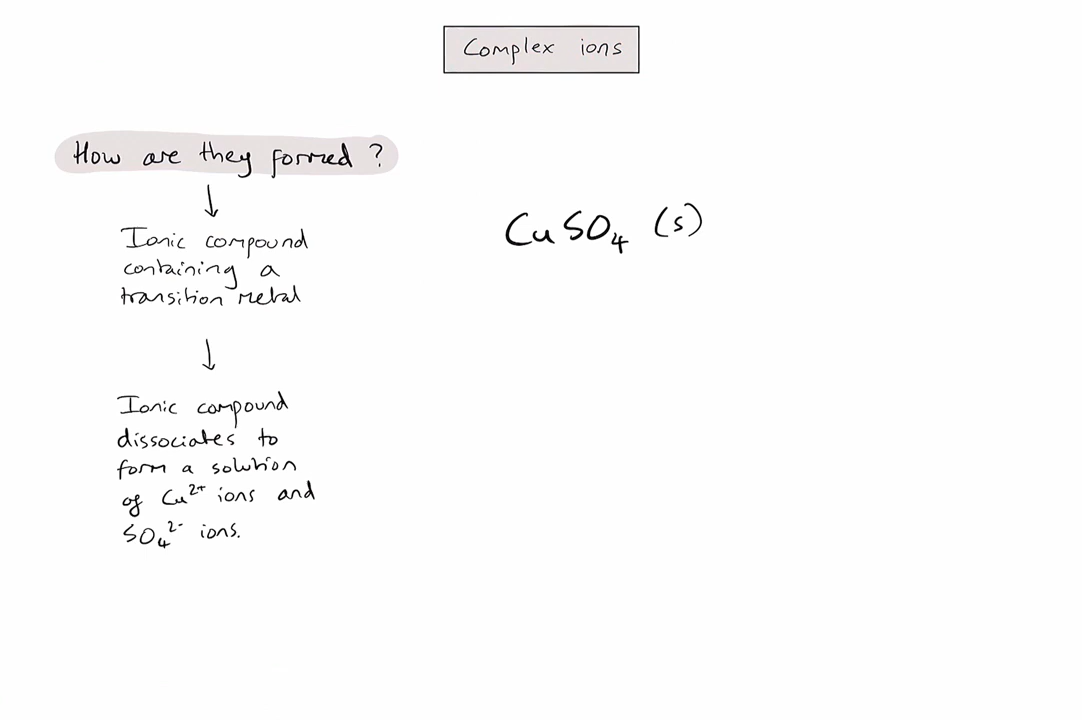 Complex ions
How are they formed ?
Ionic compound
containing a
transition metal
Ionic compound
dissociates to
form a solution
of Cu²⁺ ions and
SO₄²⁻ ions.
CuSO₄ (s)